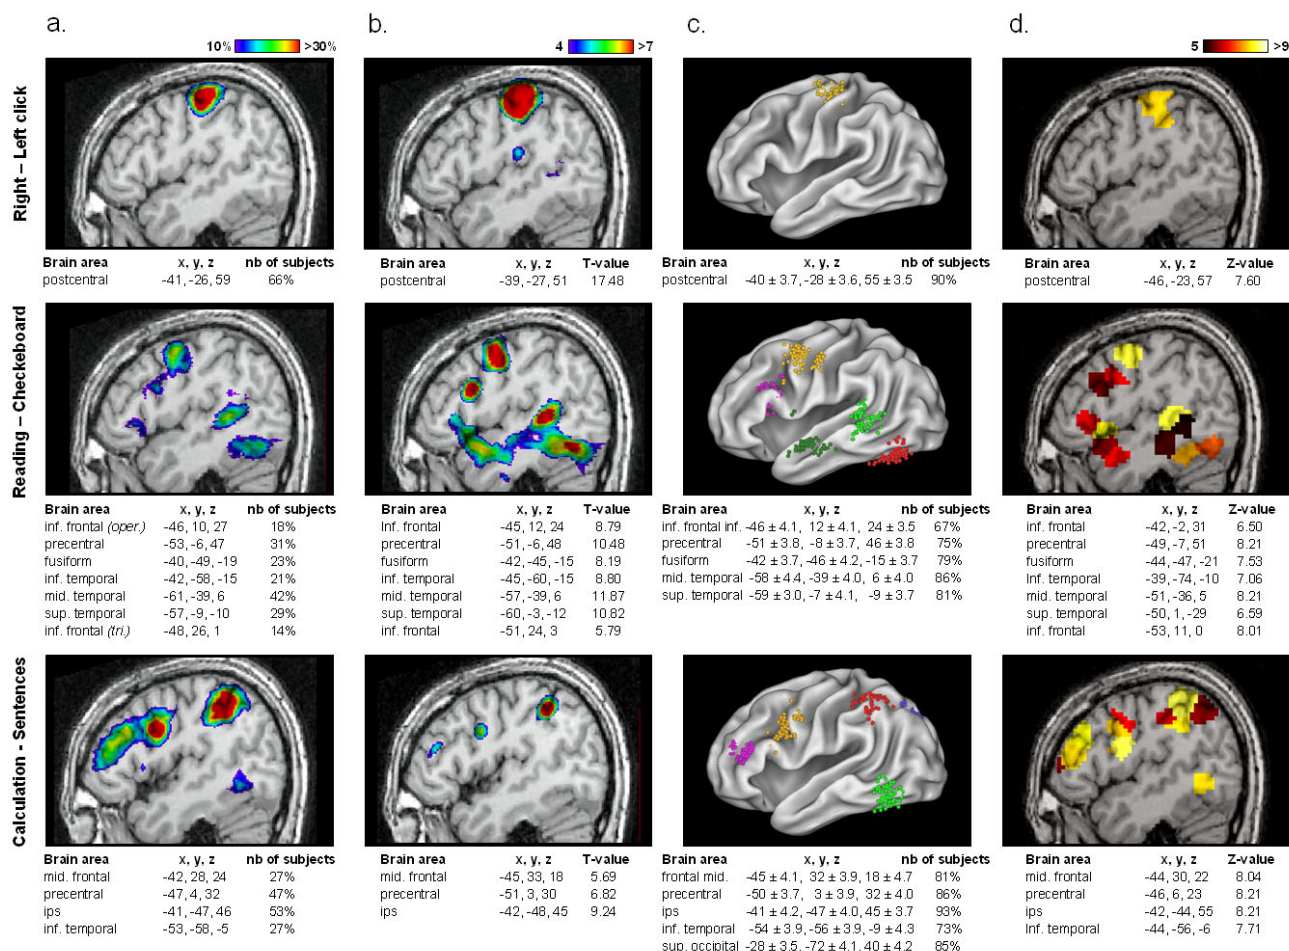 a.
b.
c.
d.
10% >30%
4 >7
5 >9
Right – Left click
Brain area x, y, z nb of subjects
postcentral -41, -26, 59 66%
Brain area x, y, z T-value
postcentral -39, -27, 51 17.48
Brain area x, y, z nb of subjects
postcentral -40 ± 3.7, -28 ± 3.6, 55 ± 3.5 90%
Brain area x, y, z Z-value
postcentral -46, -23, 57 7.60
Reading – Checkeboard
Brain area x, y, z nb of subjects
inf. frontal (oper.) -46, 10, 27 18%
precentral -53, -6, 47 31%
fusiform -40, -49, -19 23%
inf. temporal -42, -58, -15 21%
mid. temporal -61, -39, 6 42%
sup. temporal -57, -9, -10 29%
inf. frontal (tri.) -48, 26, 1 14%
Brain area x, y, z T-value
Inf. frontal -45, 12, 24 8.79
precentral -51, -6, 48 10.48
fusiform -42, -45, -15 8.19
inf. temporal -45, -60, -15 8.80
mid. temporal -57, -39, 6 11.87
sup. temporal -60, -3, -12 10.82
inf. frontal -51, 24, 3 5.79
Brain area x, y, z nb of subjects
inf. frontal inf. -46 ± 4.1, 12 ± 4.1, 24 ± 3.5 67%
precentral -51 ± 3.8, -8 ± 3.7, 46 ± 3.8 75%
fusiform -42 ± 3.7, -46 ± 4.2, -15 ± 3.7 79%
mid. temporal -58 ± 4.4, -39 ± 4.0, 6 ± 4.0 86%
sup. temporal -59 ± 3.0, -7 ± 4.1, -9 ± 3.7 81%
Brain area x, y, z Z-value
inf. frontal -42, -2, 31 6.50
precentral -49, -7, 51 8.21
fusiform -44, -47, -21 7.53
Inf. temporal -39, -74, -10 7.06
mid. temporal -51, -36, 5 8.21
sup. temporal -50, 1, -29 6.59
inf. frontal -53, 11, 0 8.01
Calculation - Sentences
Brain area x, y, z nb of subjects
mid. frontal -42, 28, 24 27%
precentral -47, 4, 32 47%
ips -41, -47, 46 53%
inf. temporal -53, -58, -5 27%
Brain area x, y, z T-value
mid. frontal -45, 33, 18 5.69
precentral -51, 3, 30 6.82
ips -42, -48, 45 9.24
Brain area x, y, z nb of subjects
frontal mid. -45 ± 4.1, 32 ± 3.9, 18 ± 4.7 81%
precentral -50 ± 3.7, 3 ± 3.9, 32 ± 4.0 86%
ips -41 ± 4.2, -47 ± 4.0, 45 ± 3.7 93%
inf. temporal -54 ± 3.9, -56 ± 3.9, -9 ± 4.3 73%
sup. occipital -28 ± 3.5, -72 ± 4.1, 40 ± 4.2 85%
Brain area x, y, z Z-value
mid. frontal -44, 30, 22 8.04
precentral -46, 6, 23 8.21
ips -42, -44, 55 8.21
Inf. temporal -44, -56, -6 7.71